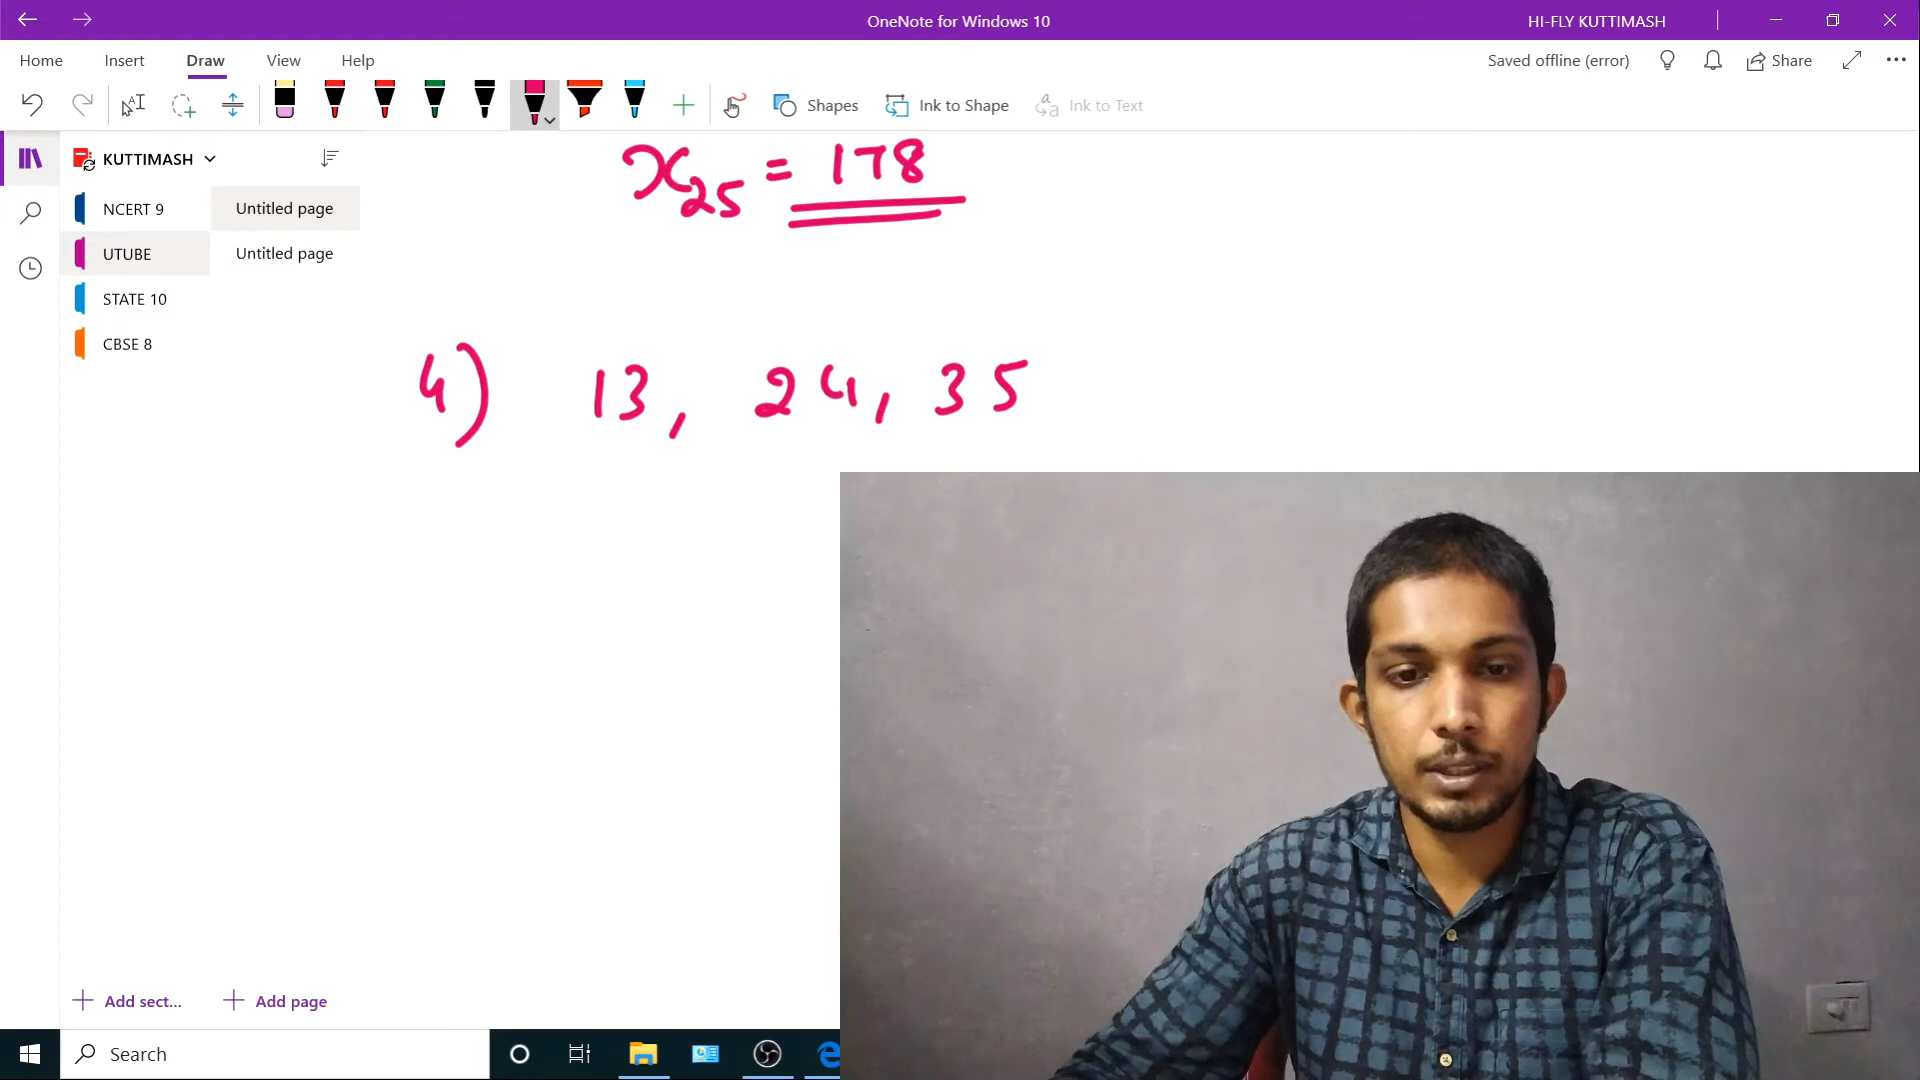 OneNote for Windows 10
HI-FLY KUTTIMASH
Home Insert Draw View Help
Saved offline (error)
Share
Shapes
Ink to Shape
Ink to Text
KUTTIMASH
NCERT 9
UTUBE
STATE 10
CBSE 8
Untitled page
Untitled page
x25 = 178
4) 13, 24, 35
Add sect...
Add page
Search